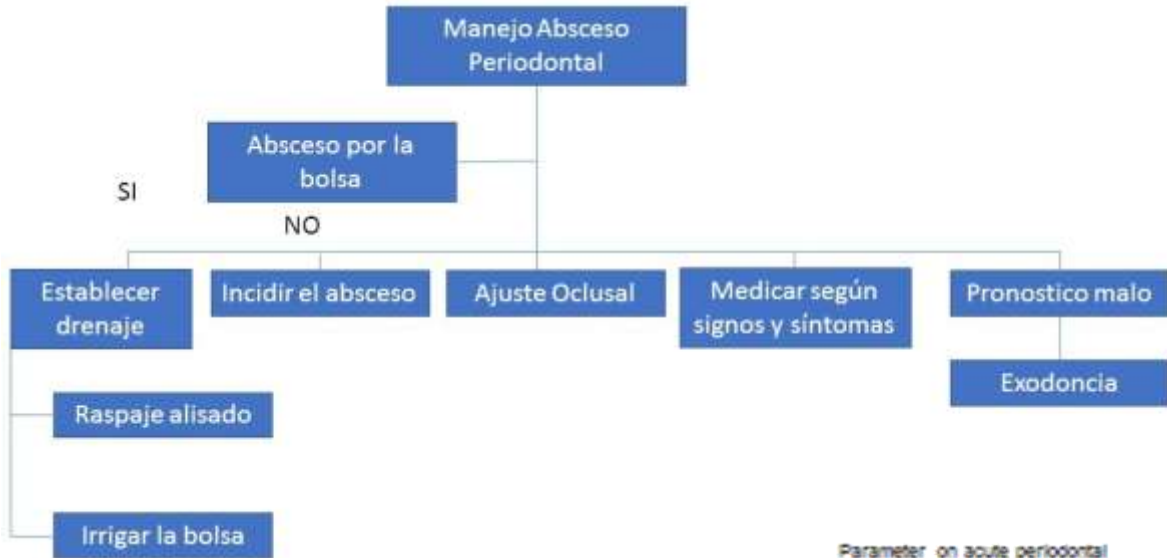 Manejo Absceso
Periodontal
Absceso por la
bolsa
SI
NO
Establecer
drenaje
Incidir el absceso
Ajuste Oclusal
Medicar según
signos y síntomas
Pronostico malo
Raspaje alisado
Exodoncia
Irrigar la bolsa
Parameter on acute periodontal